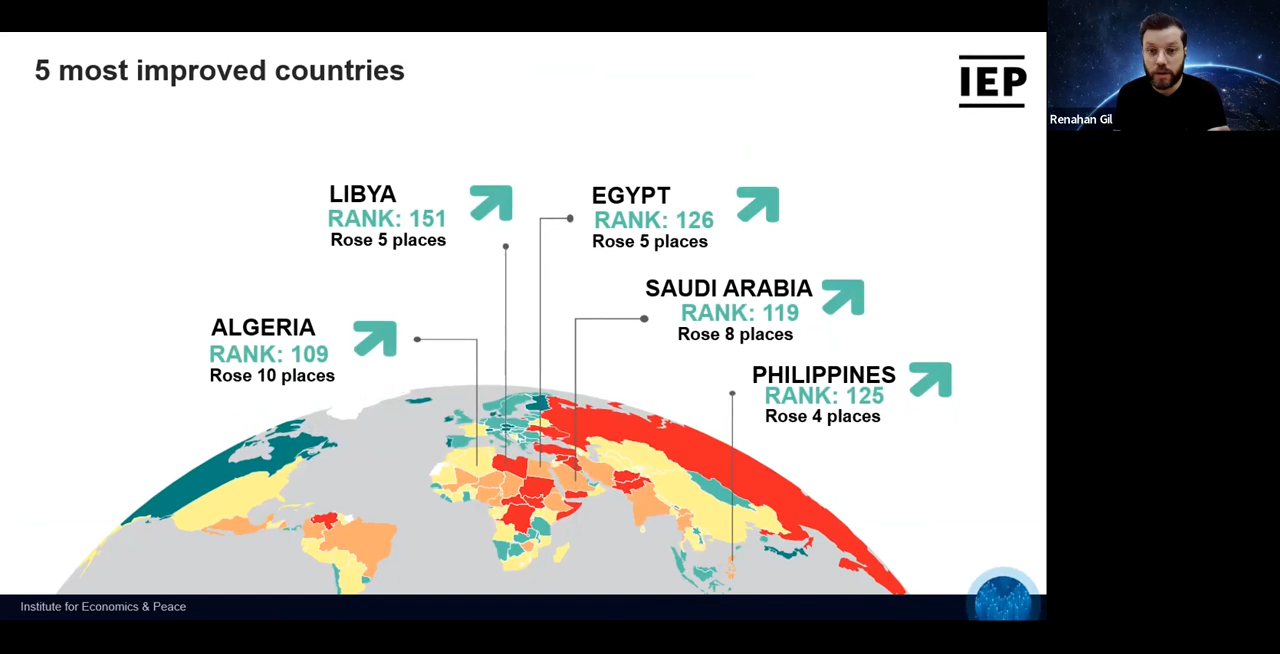 5 most improved countries
IEP
Renahan Gil
LIBYA
RANK: 151
Rose 5 places
EGYPT
RANK: 126
Rose 5 places
SAUDI ARABIA
RANK: 119
Rose 8 places
ALGERIA
RANK: 109
Rose 10 places
PHILIPPINES
RANK: 125
Rose 4 places
Institute for Economics & Peace